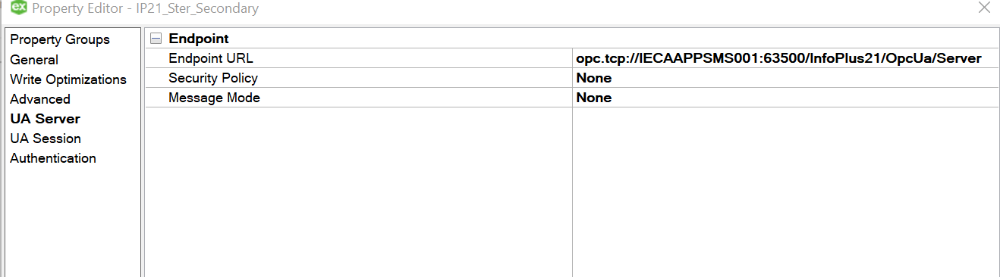 ex Property Editor - IP21_Ster_Secondary
Property Groups
General
Write Optimizations
Advanced
UA Server
UA Session
Authentication
Endpoint
Endpoint URL opc.tcp://IECAAPPSMS001:63500/InfoPlus21/OpcUa/Server
Security Policy None
Message Mode None